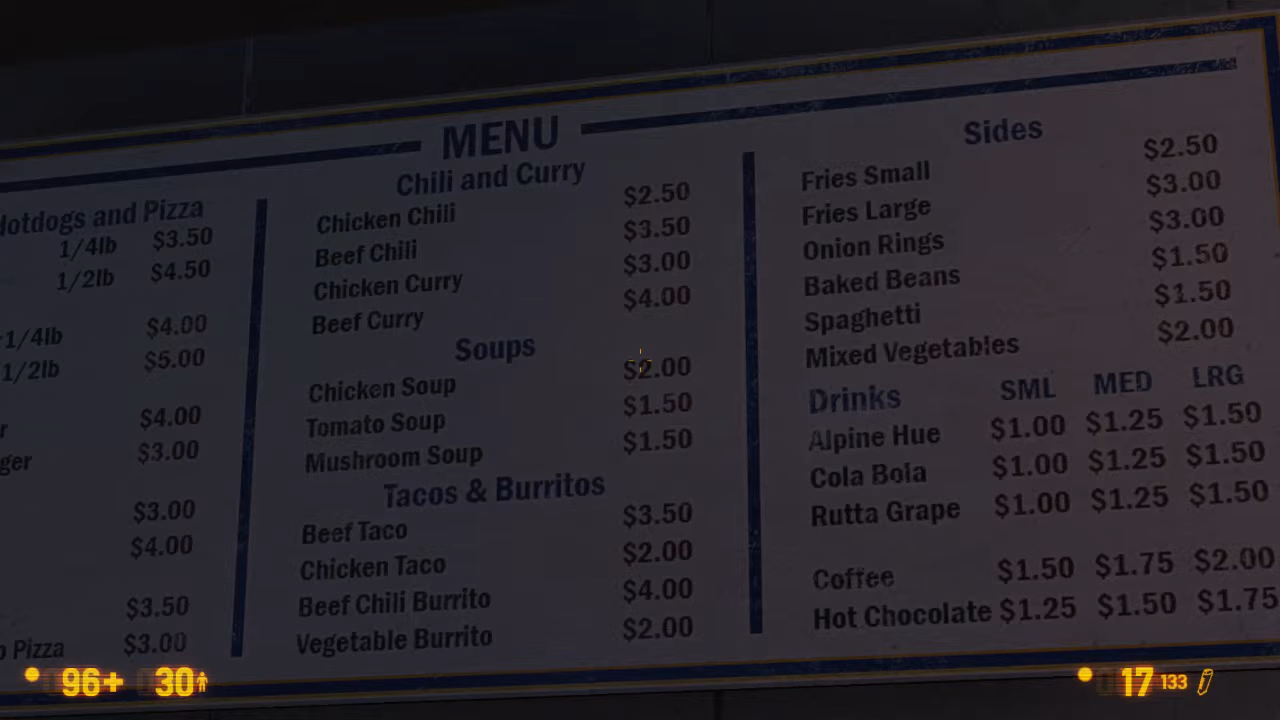 MENU
Hotdogs and Pizza
1/4lb $3.50
1/2lb $4.50
1/4lb $4.00
1/2lb $5.00
$4.00
$3.00
$3.00
$4.00
$3.50
Pizza $3.00
Chili and Curry
Chicken Chili $2.50
Beef Chili $3.50
Chicken Curry $3.00
Beef Curry $4.00
Soups
Chicken Soup $2.00
Tomato Soup $1.50
Mushroom Soup $1.50
Tacos & Burritos
Beef Taco $3.50
Chicken Taco $2.00
Beef Chili Burrito $4.00
Vegetable Burrito $2.00
Sides
Fries Small $2.50
Fries Large $3.00
Onion Rings $3.00
Baked Beans $1.50
Spaghetti $1.50
Mixed Vegetables $2.00
Drinks SML MED LRG
Alpine Hue $1.00 $1.25 $1.50
Cola Bola $1.00 $1.25 $1.50
Rutta Grape $1.00 $1.25 $1.50
Coffee $1.50 $1.75 $2.00
Hot Chocolate $1.25 $1.50 $1.75
96+ 30
17 133